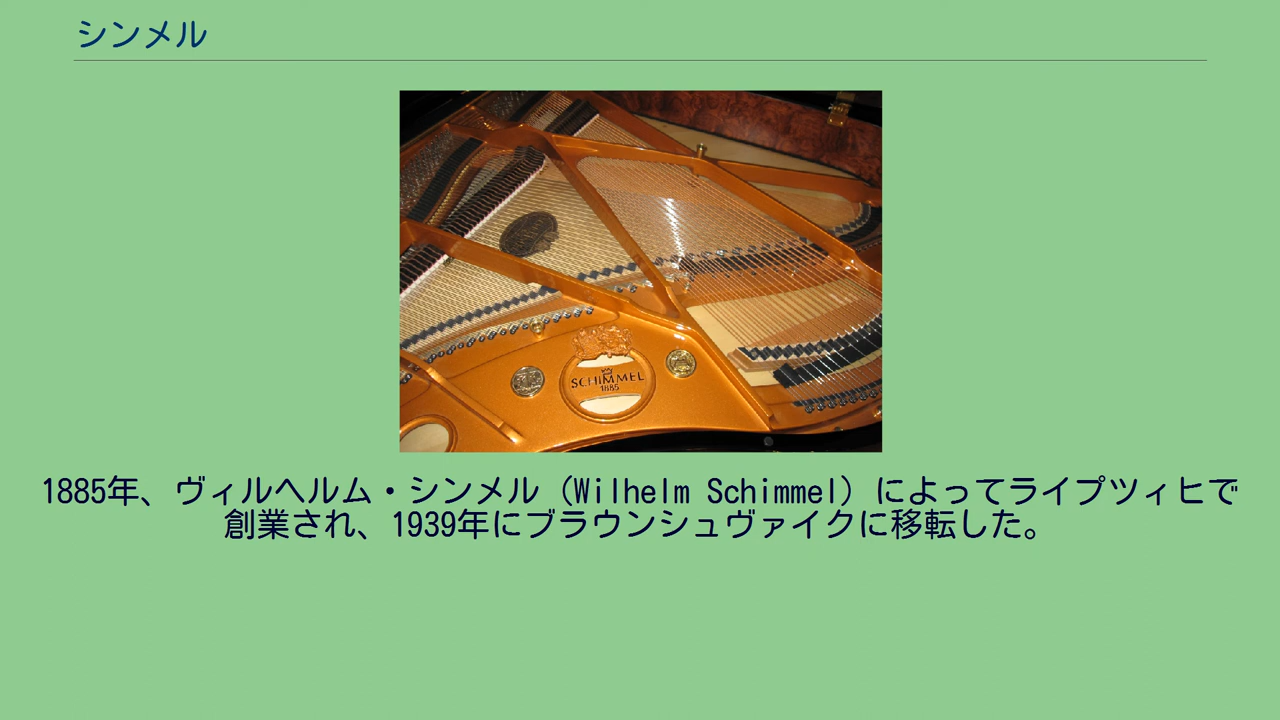 シンメル
SCHIMMEL
1885
1885年、ヴィルヘルム・シンメル（Wilhelm Schimmel）によってライプツィヒで
創業され、1939年にブラウンシュヴァイクに移転した。